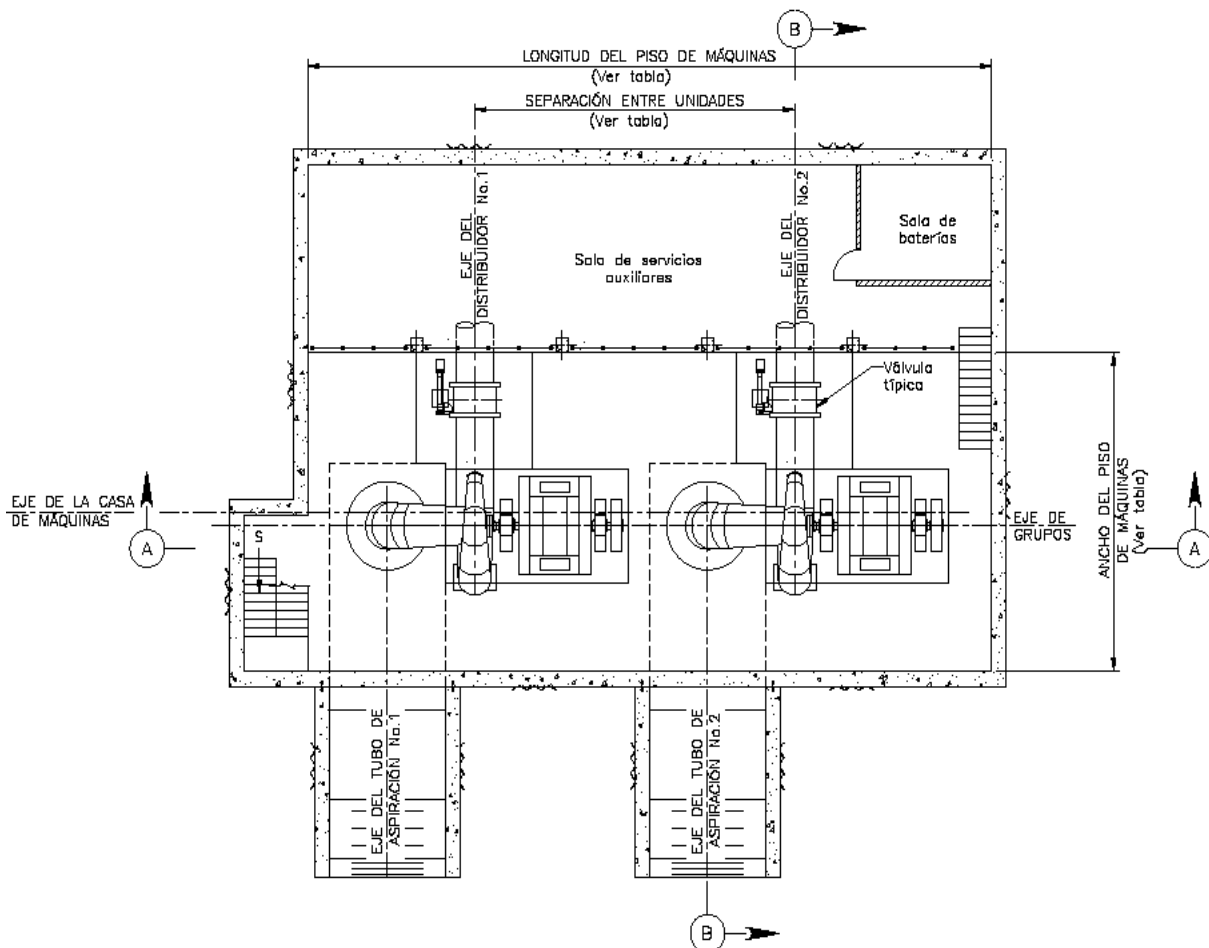 B
LONGITUD DEL PISO DE MÁQUINAS
(Ver tabla)
SEPARACIÓN ENTRE UNIDADES
(Ver tabla)
EJE DEL
DISTRIBUIDOR No.1
EJE DEL
DISTRIBUIDOR No.2
Sala de
baterías
Sala de servicios
auxiliares
Válvula
típica
EJE DE LA CASA
DE MÁQUINAS
A
S
EJE DE
GRUPOS
ANCHO DEL PISO
DE MÁQUINAS
(Ver tabla)
A
EJE DEL TUBO DE
ASPIRACIÓN No.1
EJE DEL TUBO DE
ASPIRACIÓN No.2
B